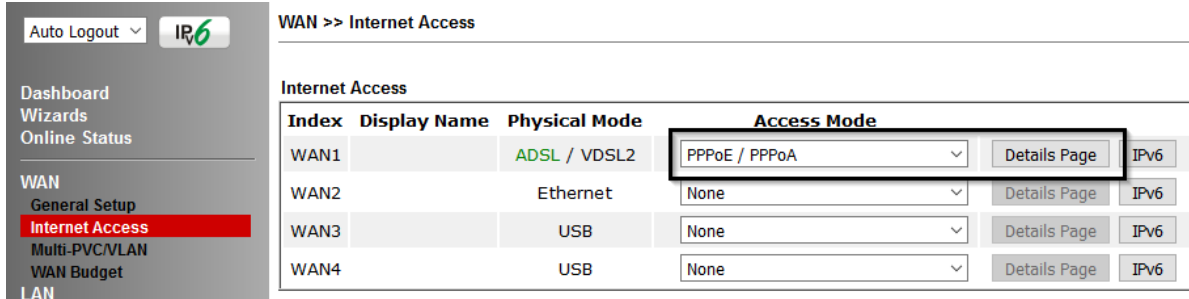 Auto Logout
IPv6
WAN >> Internet Access
Dashboard
Wizards
Online Status
WAN
General Setup
Internet Access
Multi-PVC/VLAN
WAN Budget
LAN
Internet Access
Index Display Name Physical Mode Access Mode
WAN1 ADSL / VDSL2 PPPoE / PPPoA Details Page IPv6
WAN2 Ethernet None Details Page IPv6
WAN3 USB None Details Page IPv6
WAN4 USB None Details Page IPv6